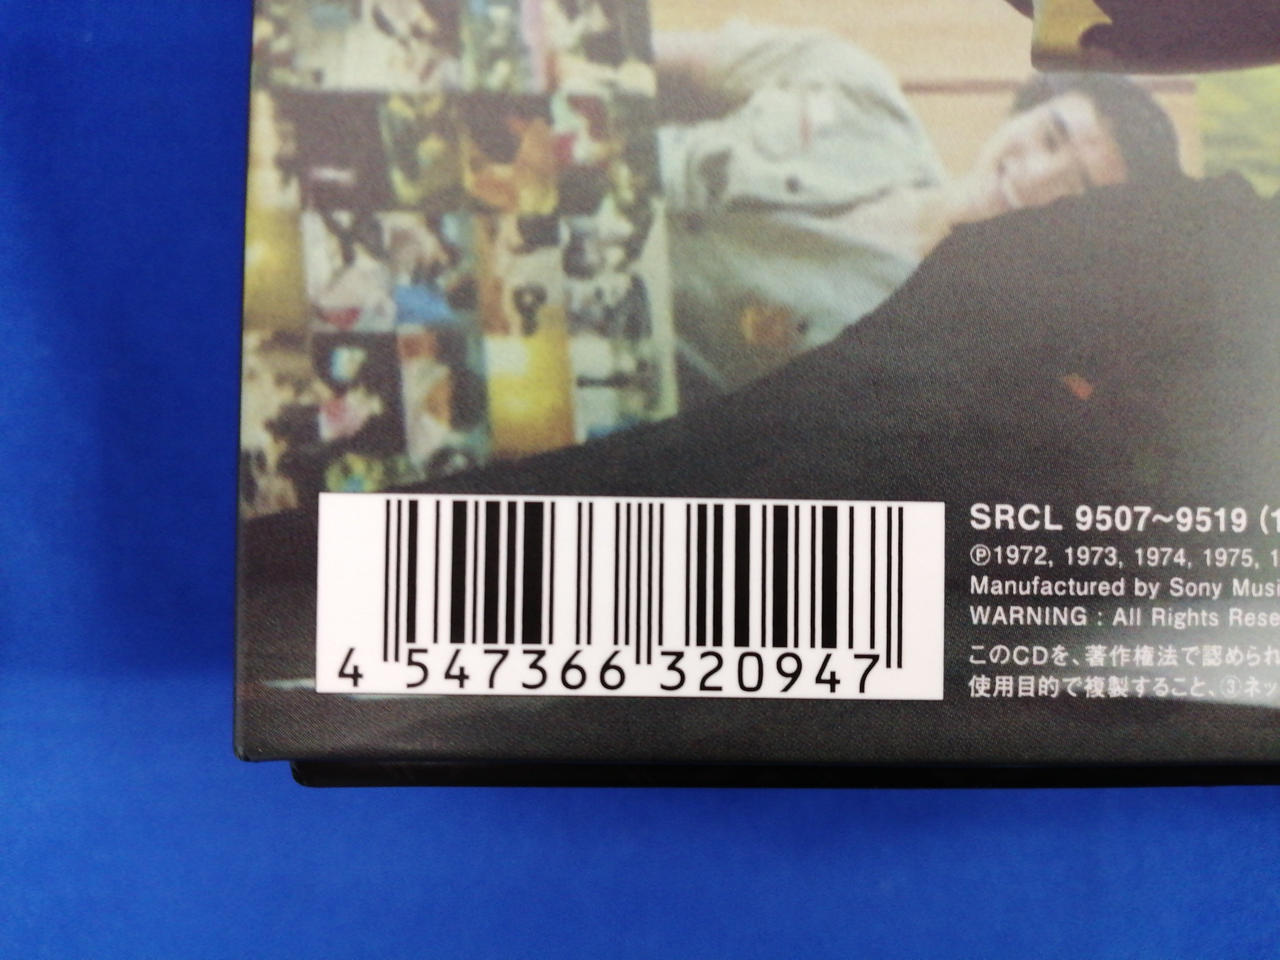 4 547366 320947
SRCL 9507~9519 (1
Ⓟ1972, 1973, 1974, 1975, 1
Manufactured by Sony Musi
WARNING : All Rights Rese
このCDを、著作権法で認められ
使用目的で複製すること、③ネッ